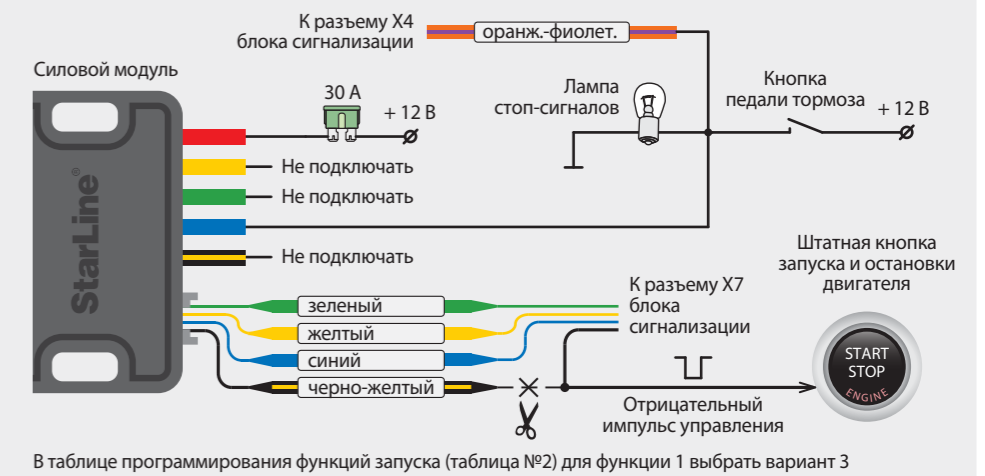 К разъему X4
блока сигнализации
оранж.-фиолет.
Силовой модуль
30 А
+ 12 В
Лампа
стоп-сигналов
Кнопка
педали тормоза
+ 12 В
Не подключать
Не подключать
Не подключать
StarLine®
Штатная кнопка
запуска и остановки
двигателя
К разъему X7
блока
сигнализации
зеленый
желтый
синий
черно-желтый
START
STOP
ENGINE
Отрицательный
импульс управления
В таблице программирования функций запуска (таблица №2) для функции 1 выбрать вариант 3